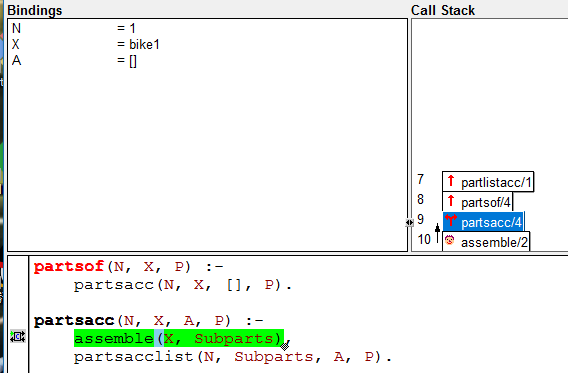 Bindings
N = 1
X = bike1
A = []
Call Stack
7 partlistacc/1
8 partsof/4
9 partsacc/4
10 assemble/2
partsof(N, X, P) :-
partsacc(N, X, [], P).
partsacc(N, X, A, P) :-
assemble(X, Subparts),
partsacclist(N, Subparts, A, P).